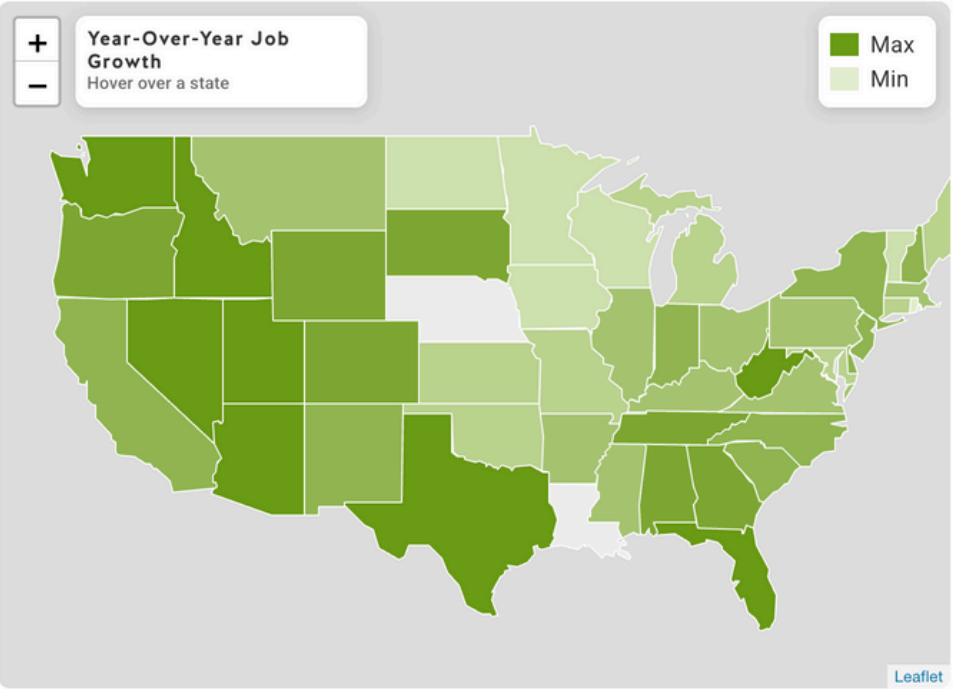 +
−
Year-Over-Year Job
Growth
Hover over a state
Max
Min
Leaflet